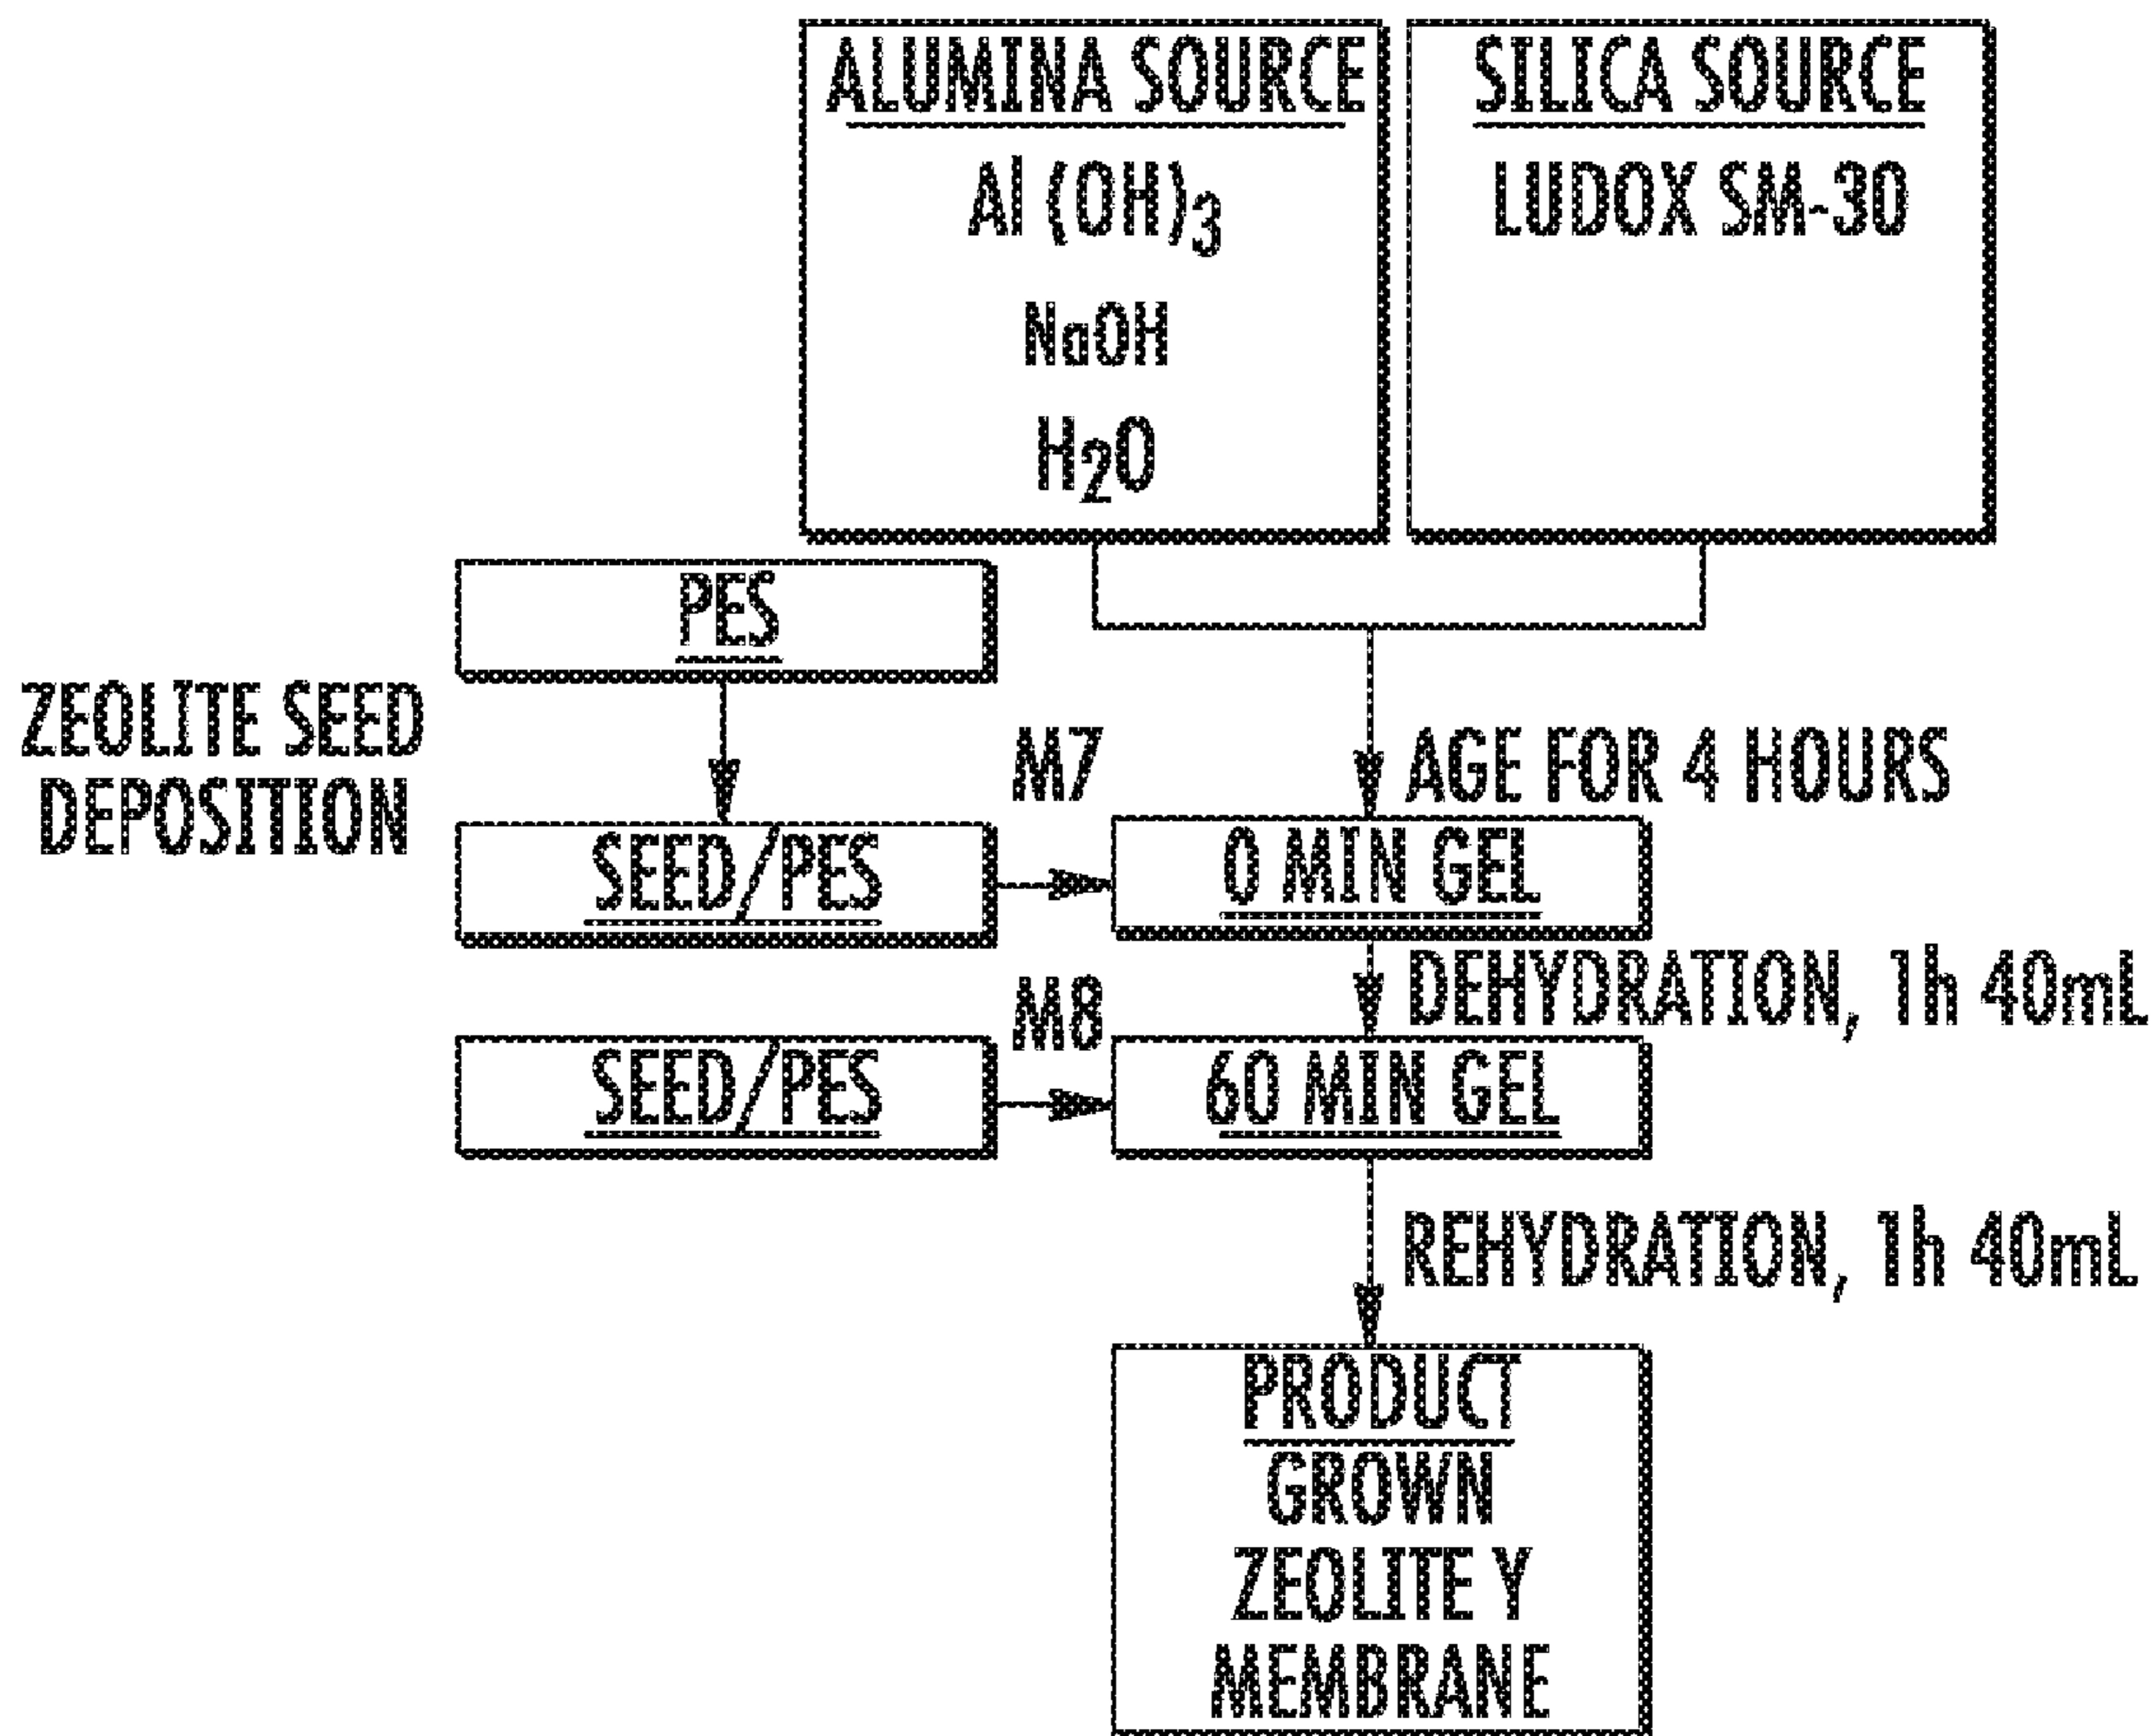 ALUMINA SOURCE
Al (OH)3
NaOH
H2O
SILICA SOURCE
LUDOX SM-30
PES
ZEOLITE SEED
DEPOSITION
M7
AGE FOR 4 HOURS
SEED/PES
0 MIN GEL
DEHYDRATION, 1h 40mL
M8
SEED/PES
60 MIN GEL
REHYDRATION, 1h 40mL
PRODUCT
GROWN
ZEOLITE Y
MEMBRANE